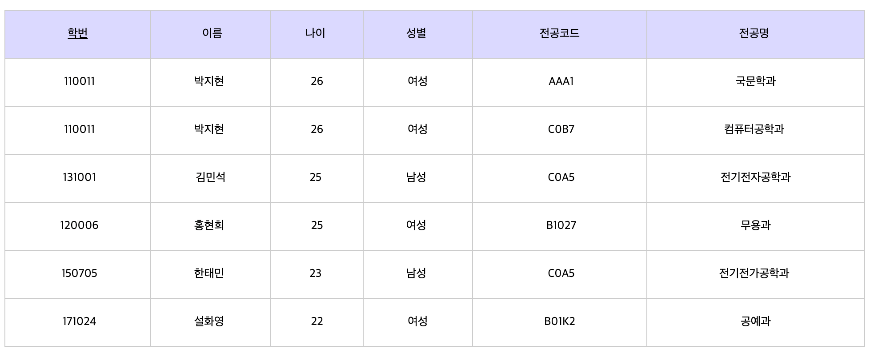 학번 이름 나이 성별 전공코드 전공명
110011 박지현 26 여성 AAA1 국문학과
110011 박지현 26 여성 C0B7 컴퓨터공학과
131001 김민석 25 남성 C0A5 전기전자공학과
120006 홍현희 25 여성 B1027 무용과
150705 한태민 23 남성 C0A5 전기전가공학과
171024 설화영 22 여성 B01K2 공예과